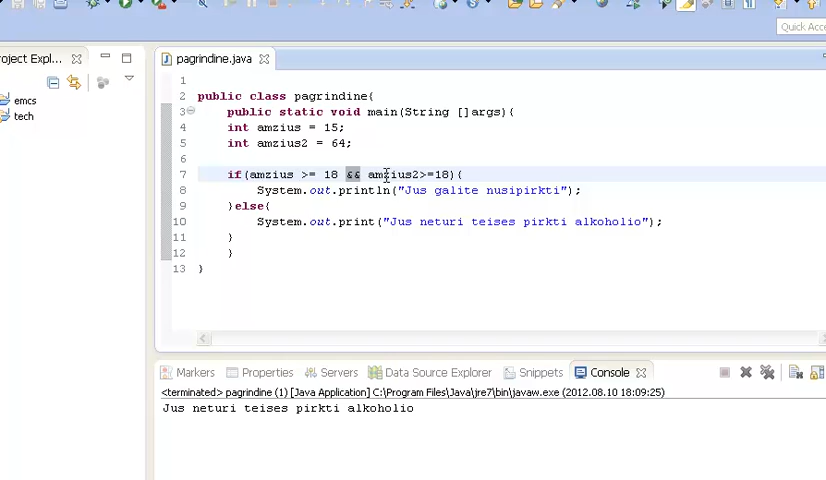 Quick Acce
roject Expl...
pagrindine.java
emcs
tech
1
2 public class pagrindine{
3 public static void main(String []args){
4 int amzius = 15;
5 int amzius2 = 64;
6
7 if(amzius >= 18 && amzius2>=18){
8 System.out.println("Jus galite nusipirkti");
9 }else{
10 System.out.print("Jus neturi teises pirkti alkoholio");
11 }
12 }
13 }
Markers Properties Servers Data Source Explorer Snippets Console
<terminated> pagrindine (1) [Java Application] C:\Program Files\Java\jre7\bin\javaw.exe (2012.08.10 18:09:25)
Jus neturi teises pirkti alkoholio